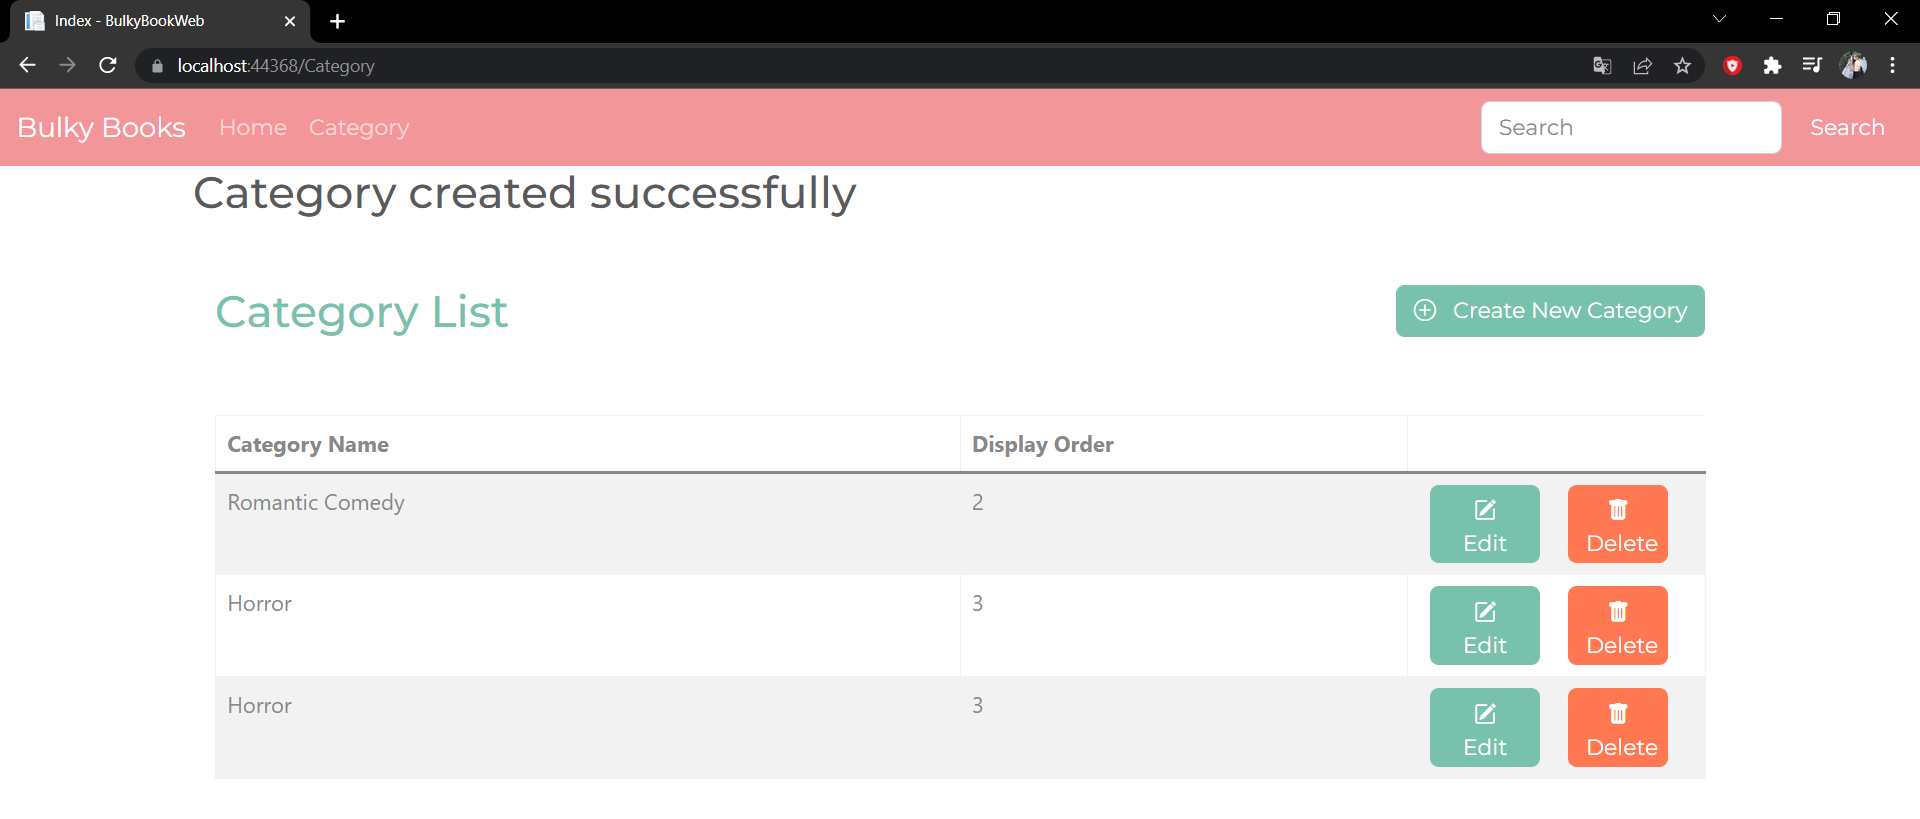 Index - BulkyBookWeb
localhost:44368/Category
Bulky Books Home Category Search Search
Category created successfully
Category List Create New Category
Category Name Display Order
Romantic Comedy 2 Edit Delete
Horror 3 Edit Delete
Horror 3 Edit Delete